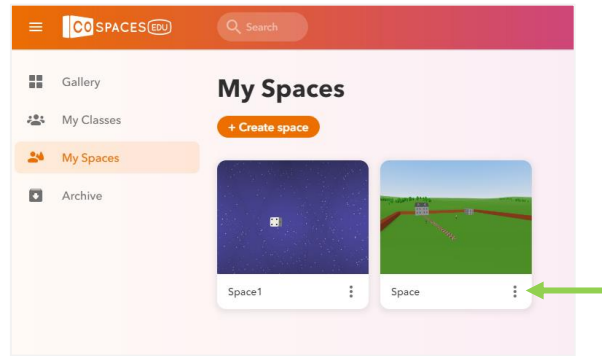 CO SPACES EDU
Search
Gallery
My Classes
My Spaces
Archive
My Spaces
+ Create space
Space1
Space